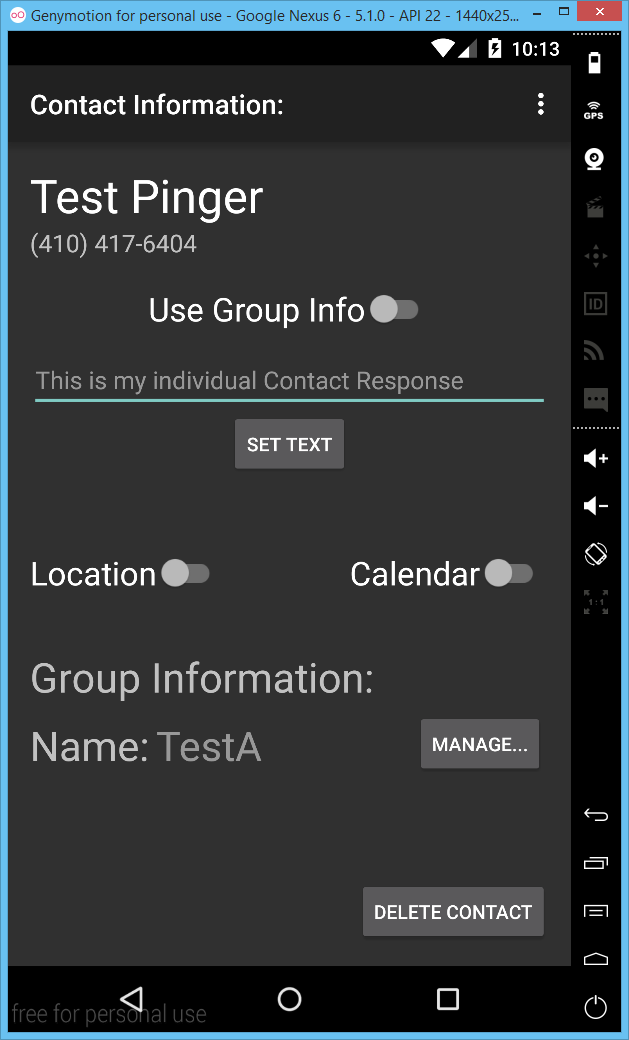 Genymotion for personal use - Google Nexus 6 - 5.1.0 - API 22 - 1440x25...
10:13
Contact Information:
GPS
Test Pinger
(410) 417-6404
Use Group Info
ID
This is my individual Contact Response
SET TEXT
Location
Calendar
1:1
Group Information:
Name: TestA
MANAGE...
DELETE CONTACT
free for personal use